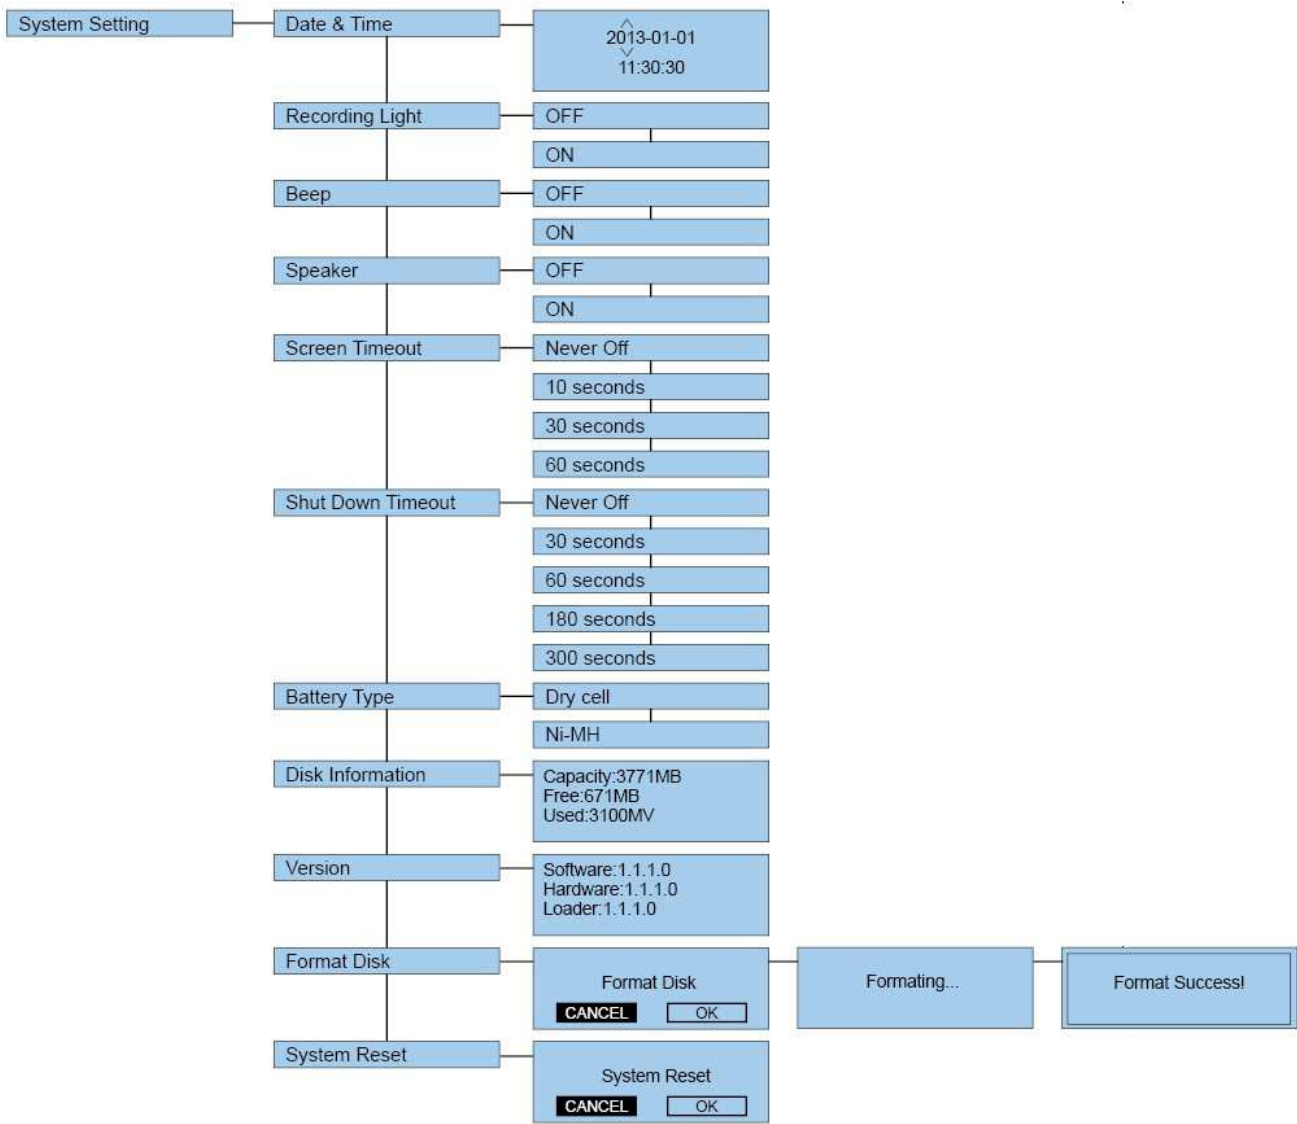 System Setting
Date & Time
2013-01-01
11:30:30
Recording Light
OFF
ON
Beep
OFF
ON
Speaker
OFF
ON
Screen Timeout
Never Off
10 seconds
30 seconds
60 seconds
Shut Down Timeout
Never Off
30 seconds
60 seconds
180 seconds
300 seconds
Battery Type
Dry cell
Ni-MH
Disk Information
Capacity:3771MB
Free:671MB
Used:3100MV
Version
Software:1.1.1.0
Hardware:1.1.1.0
Loader:1.1.1.0
Format Disk
Format Disk
CANCEL OK
Formating...
Format Success!
System Reset
System Reset
CANCEL OK